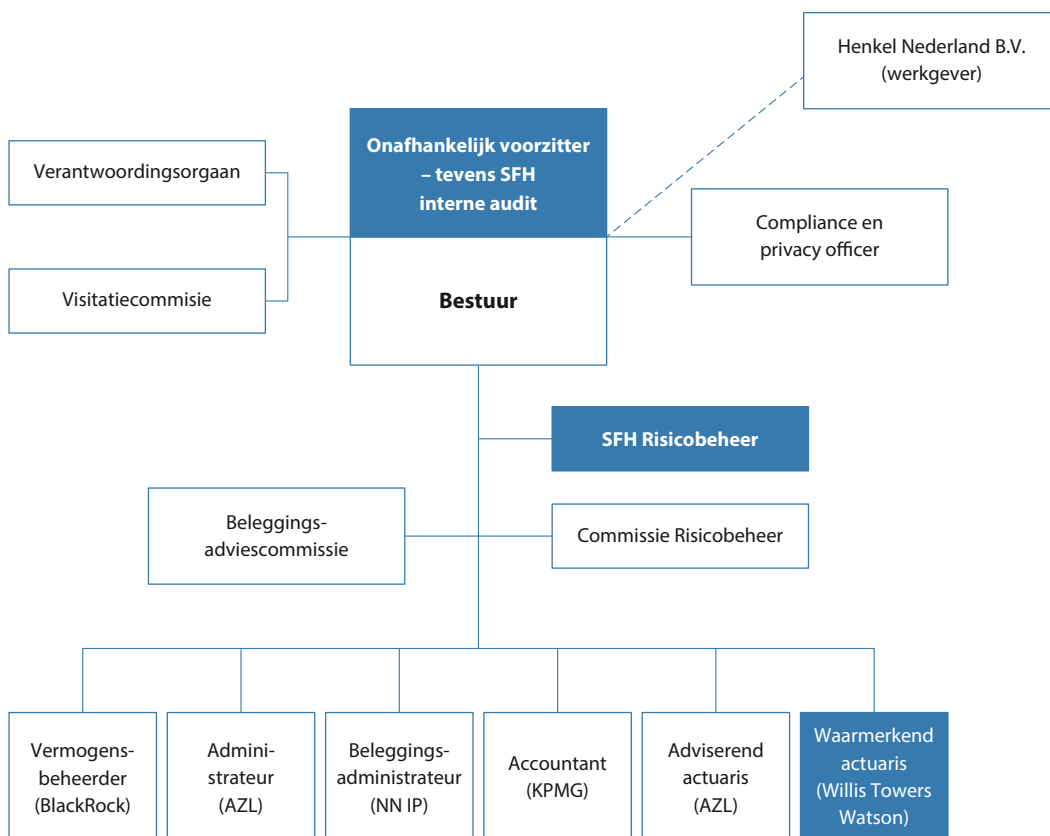 Henkel Nederland B.V.
(werkgever)
Onafhankelijk voorzitter
– tevens SFH
interne audit
Verantwoordingsorgaan
Compliance en
privacy officer
Bestuur
Visitatiecommisie
SFH Risicobeheer
Beleggings-
adviescommissie
Commissie Risicobeheer
Vermogens-
beheerder
(BlackRock)
Admini-
strateur
(AZL)
Beleggings-
administrateur
(NN IP)
Accountant
(KPMG)
Adviserend
actuaris
(AZL)
Waarmerkend
actuaris
(Willis Towers
Watson)